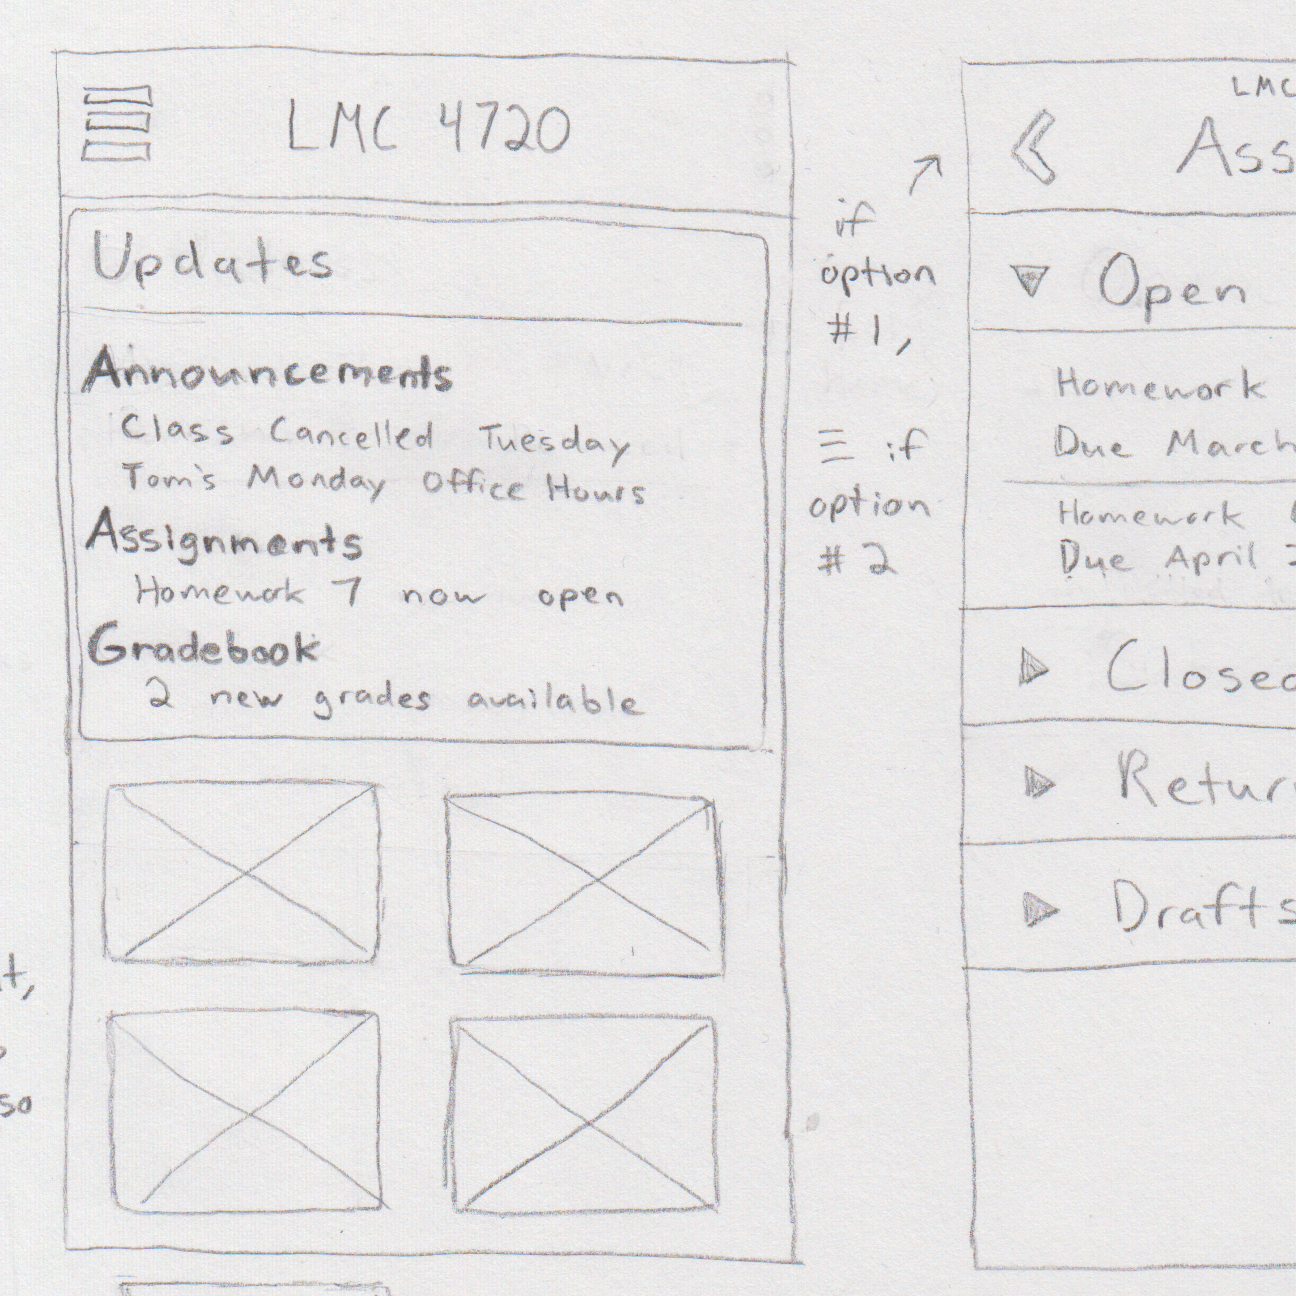 LMC 4720
Updates
Announcements
Class Cancelled Tuesday
Tom's Monday Office Hours
Assignments
Homework 7 now open
Gradebook
2 new grades available
if
option
#1,
if
option
#2
LMC
Ass
Open
Homework
Due March
Homework
Due April
Closed
Return
Drafts
t,
so